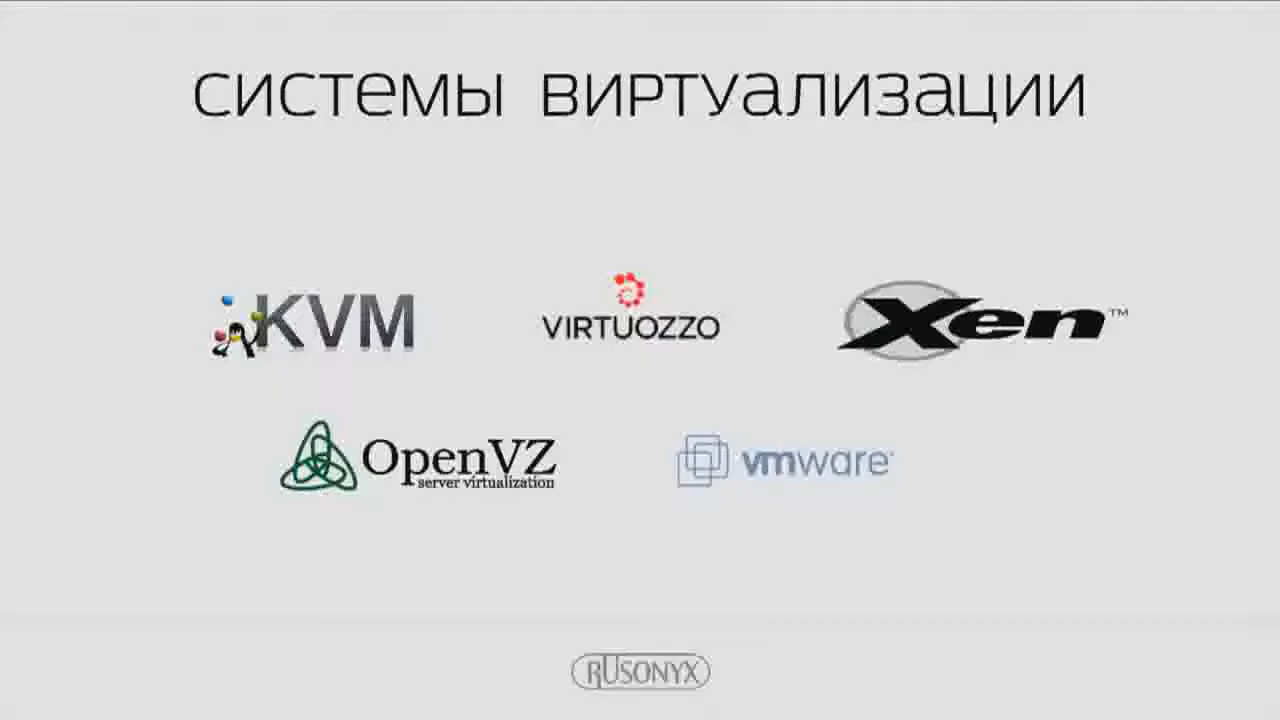 системы виртуализации
KVM
VIRTUOZZO
Xen™
OpenVZ
server virtualization
vmware
RUSONYX